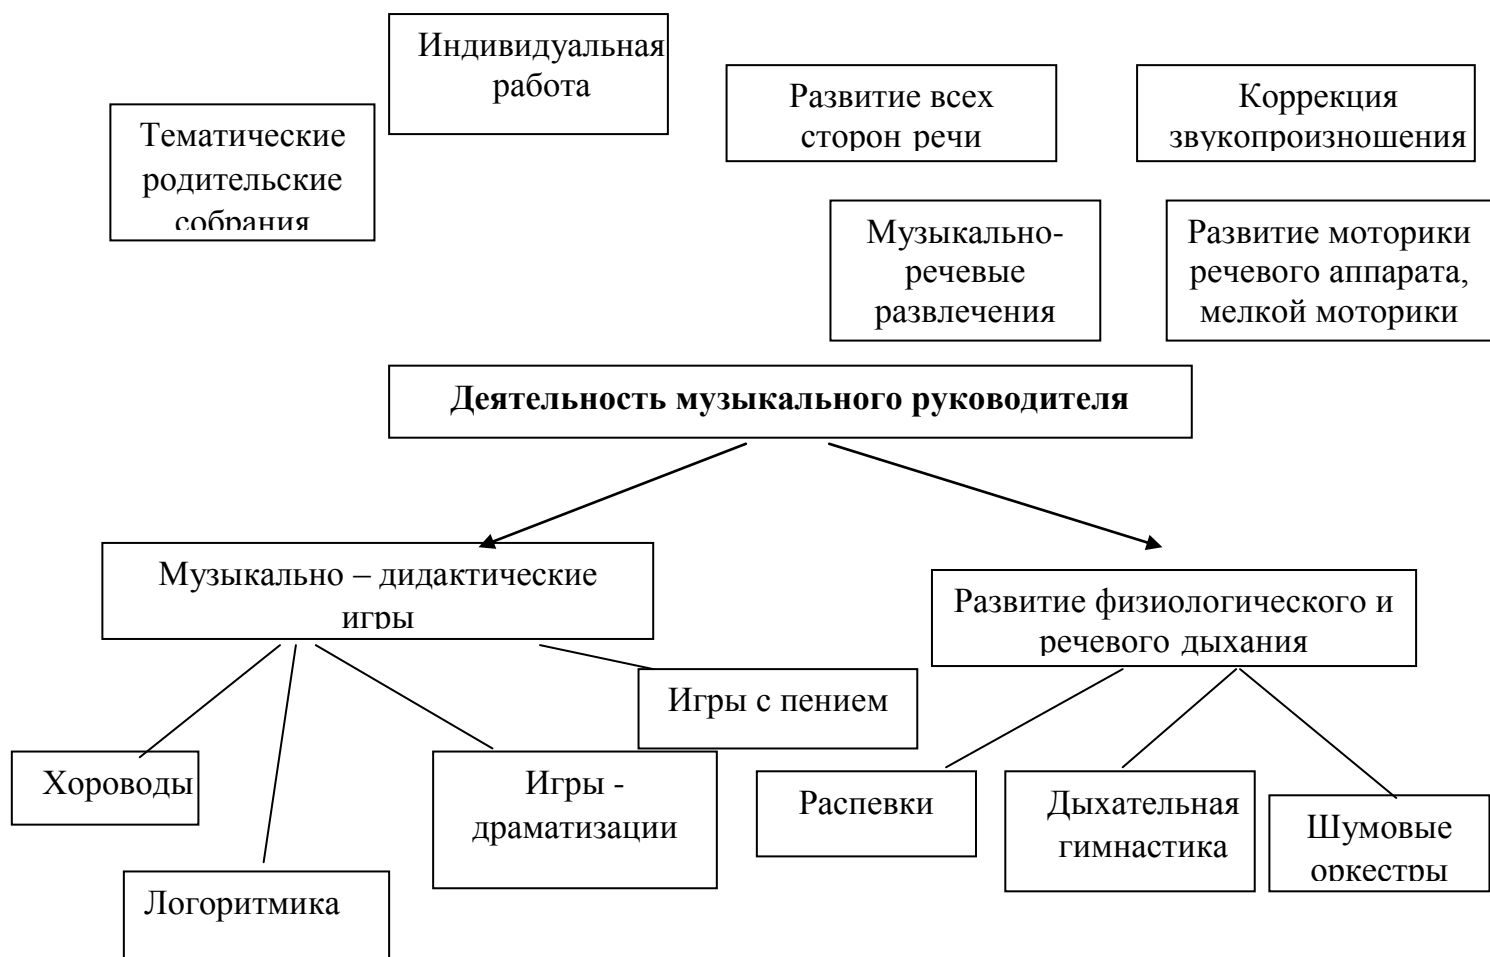 Индивидуальная
работа
Развитие всех
сторон речи
Коррекция
звукопроизношения
Тематические
родительские
собрания
Музыкально-
речевые
развлечения
Развитие моторики
речевого аппарата,
мелкой моторики
Деятельность музыкального руководителя
Музыкально – дидактические
игры
Развитие физиологического и
речевого дыхания
Игры с пением
Хороводы
Игры -
драматизации
Распевки
Дыхательная
гимнастика
Шумовые
оркестры
Логоритмика